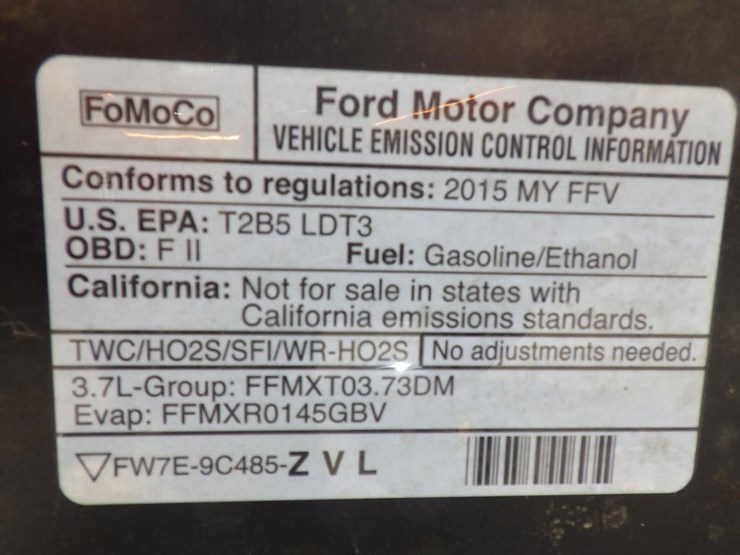 FoMoCo
Ford Motor Company
VEHICLE EMISSION CONTROL INFORMATION
Conforms to regulations: 2015 MY FFV
U.S. EPA: T2B5 LDT3
OBD: F II Fuel: Gasoline/Ethanol
California: Not for sale in states with
California emissions standards.
TWC/HO2S/SFI/WR-HO2S No adjustments needed.
3.7L-Group: FFMXT03.73DM
Evap: FFMXR0145GBV
▽FW7E-9C485-Z V L